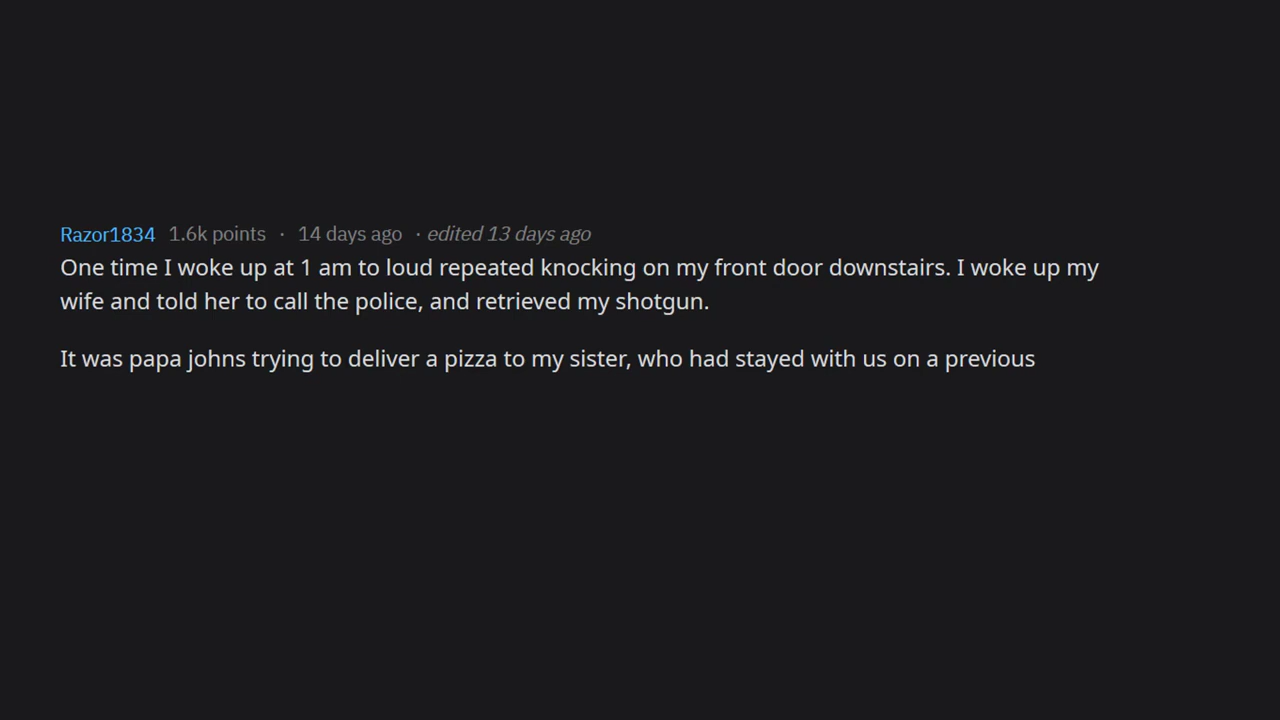 Razor1834 1.6k points · 14 days ago · edited 13 days ago
One time I woke up at 1 am to loud repeated knocking on my front door downstairs. I woke up my
wife and told her to call the police, and retrieved my shotgun.
It was papa johns trying to deliver a pizza to my sister, who had stayed with us on a previous